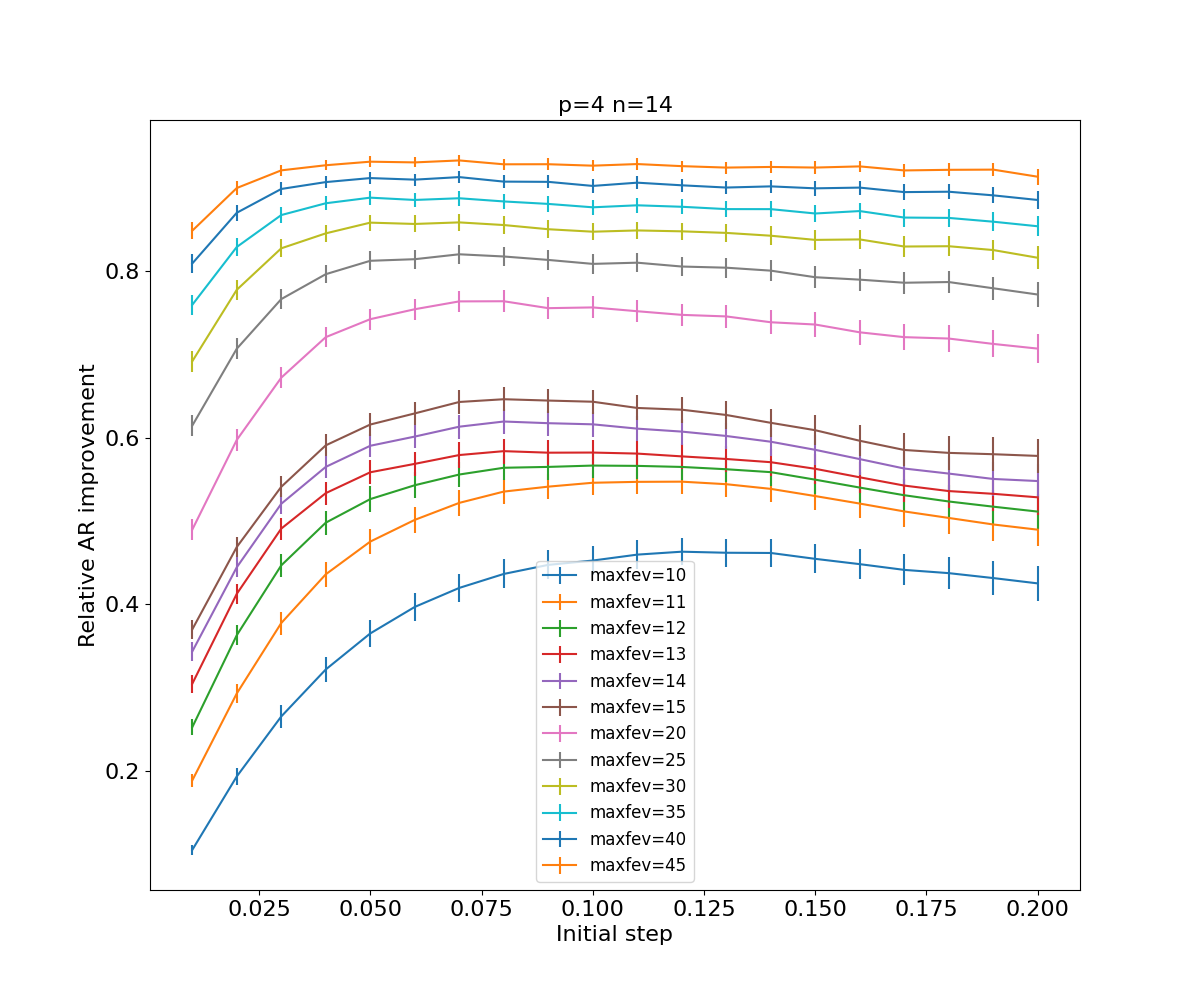 p=4 n=14
Relative AR improvement
0.8
0.6
0.4
0.2
maxfev=10
maxfev=11
maxfev=12
maxfev=13
maxfev=14
maxfev=15
maxfev=20
maxfev=25
maxfev=30
maxfev=35
maxfev=40
maxfev=45
0.025 0.050 0.075 0.100 0.125 0.150 0.175 0.200
Initial step